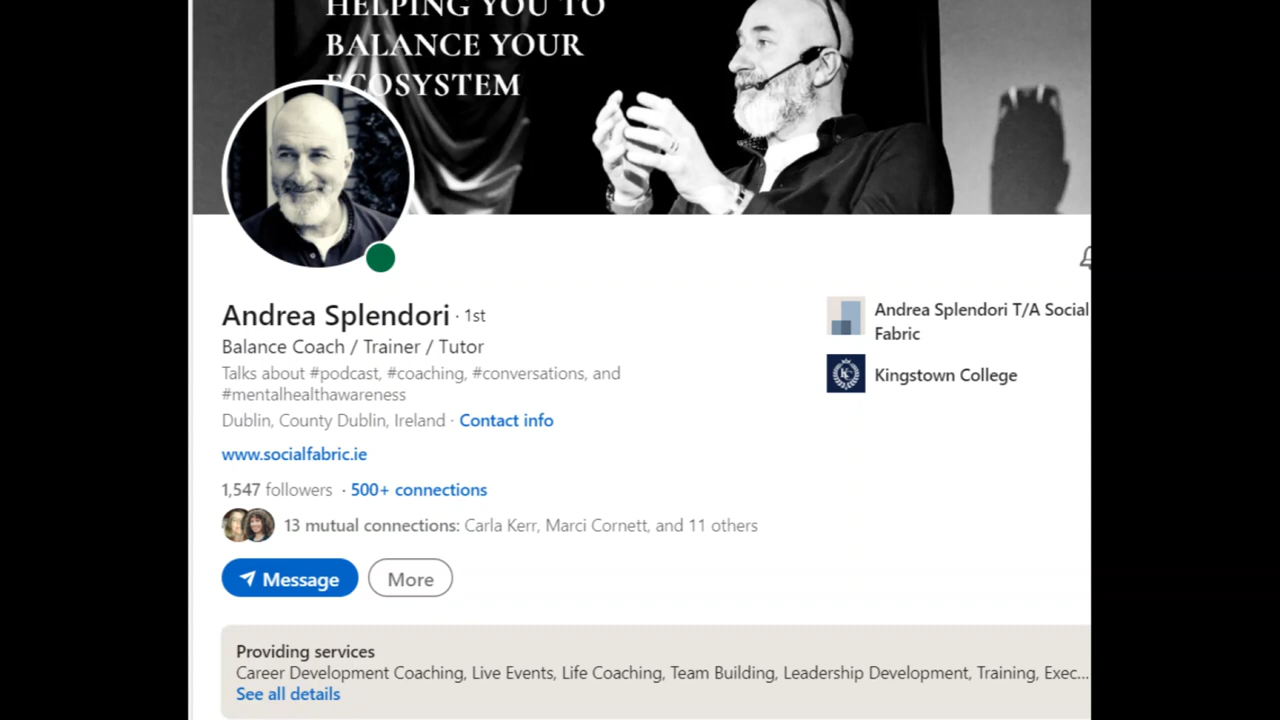 HELPING YOU TO
BALANCE YOUR
ECOSYSTEM
Andrea Splendori · 1st
Balance Coach / Trainer / Tutor
Talks about #podcast, #coaching, #conversations, and
#mentalhealthawareness
Dublin, County Dublin, Ireland · Contact info
www.socialfabric.ie
1,547 followers · 500+ connections
13 mutual connections: Carla Kerr, Marci Cornett, and 11 others
Message
More
Andrea Splendori T/A Social
Fabric
Kingstown College
Providing services
Career Development Coaching, Live Events, Life Coaching, Team Building, Leadership Development, Training, Exec...
See all details